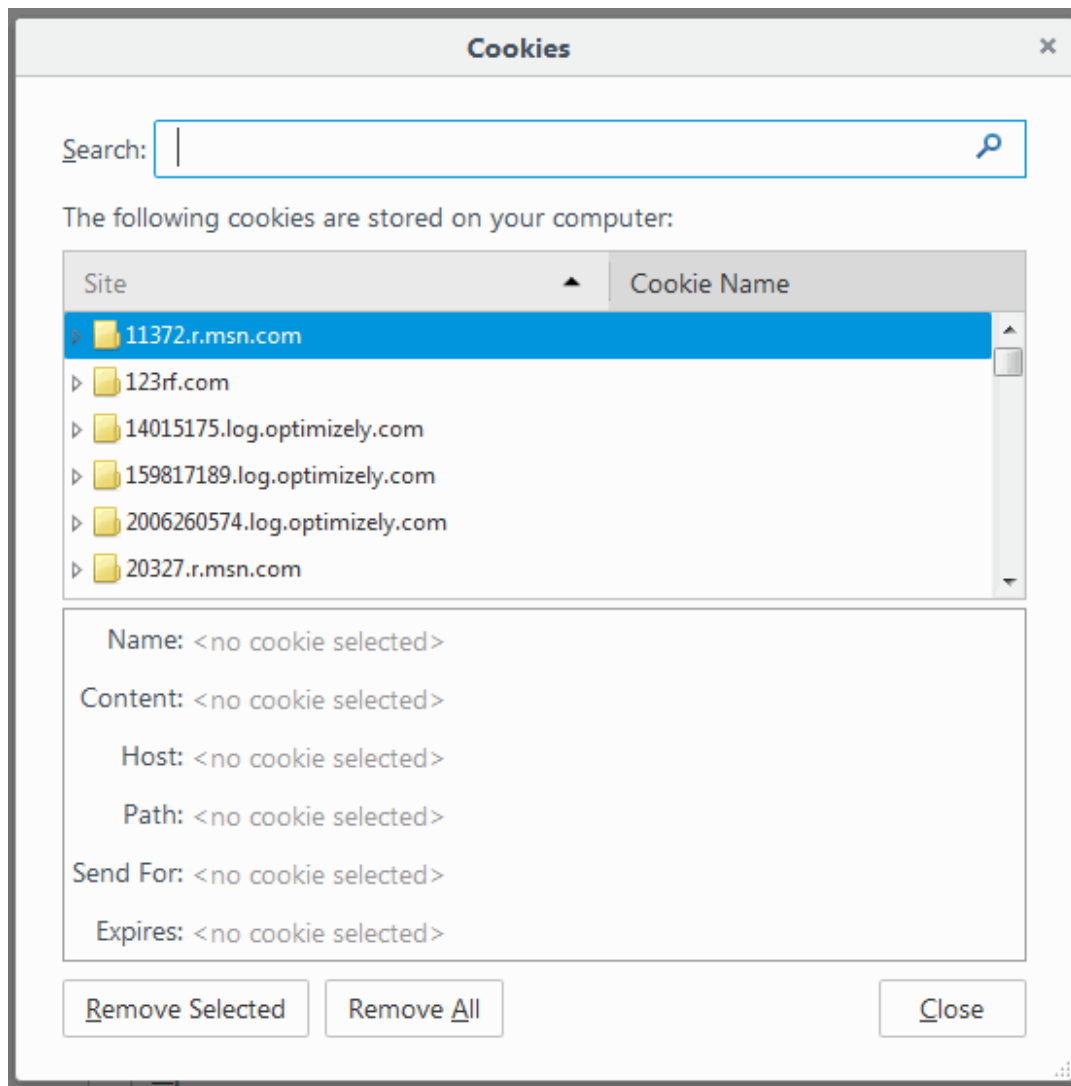 Cookies
Search:
The following cookies are stored on your computer:
Site Cookie Name
11372.r.msn.com
123rf.com
14015175.log.optimizely.com
159817189.log.optimizely.com
2006260574.log.optimizely.com
20327.r.msn.com
Name: <no cookie selected>
Content: <no cookie selected>
Host: <no cookie selected>
Path: <no cookie selected>
Send For: <no cookie selected>
Expires: <no cookie selected>
Remove Selected Remove All Close